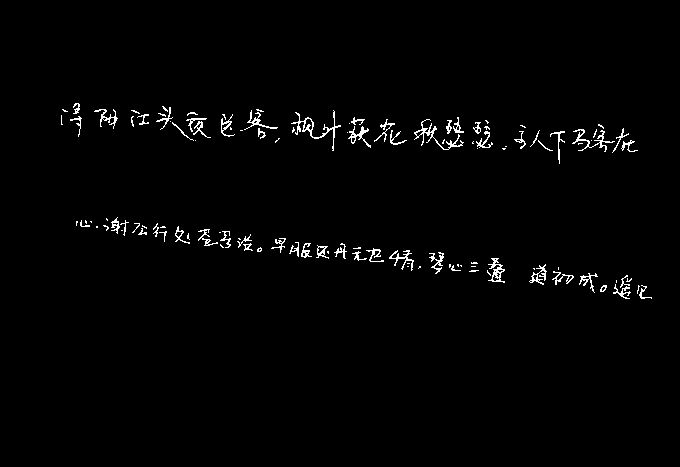 浔阳江头夜送客，枫叶荻花秋瑟瑟。主人下马客在
心，谢公行处苍苔没。早服还丹无世情，琴心三叠 道初成。遥见